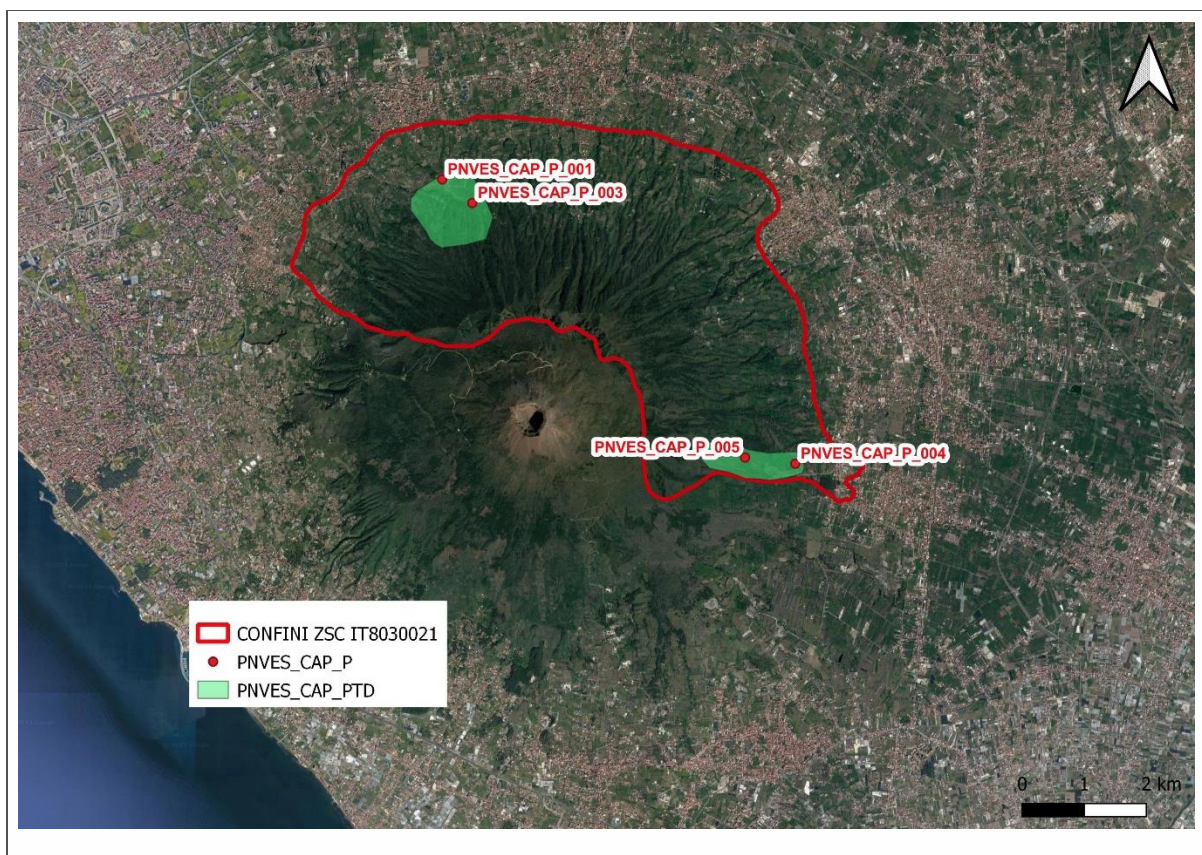 PNVES_CAP_P_001
PNVES_CAP_P_003
PNVES_CAP_P_005
PNVES_CAP_P_004
CONFINI ZSC IT8030021
PNVES_CAP_P
PNVES_CAP_PTD
0 1 2 km